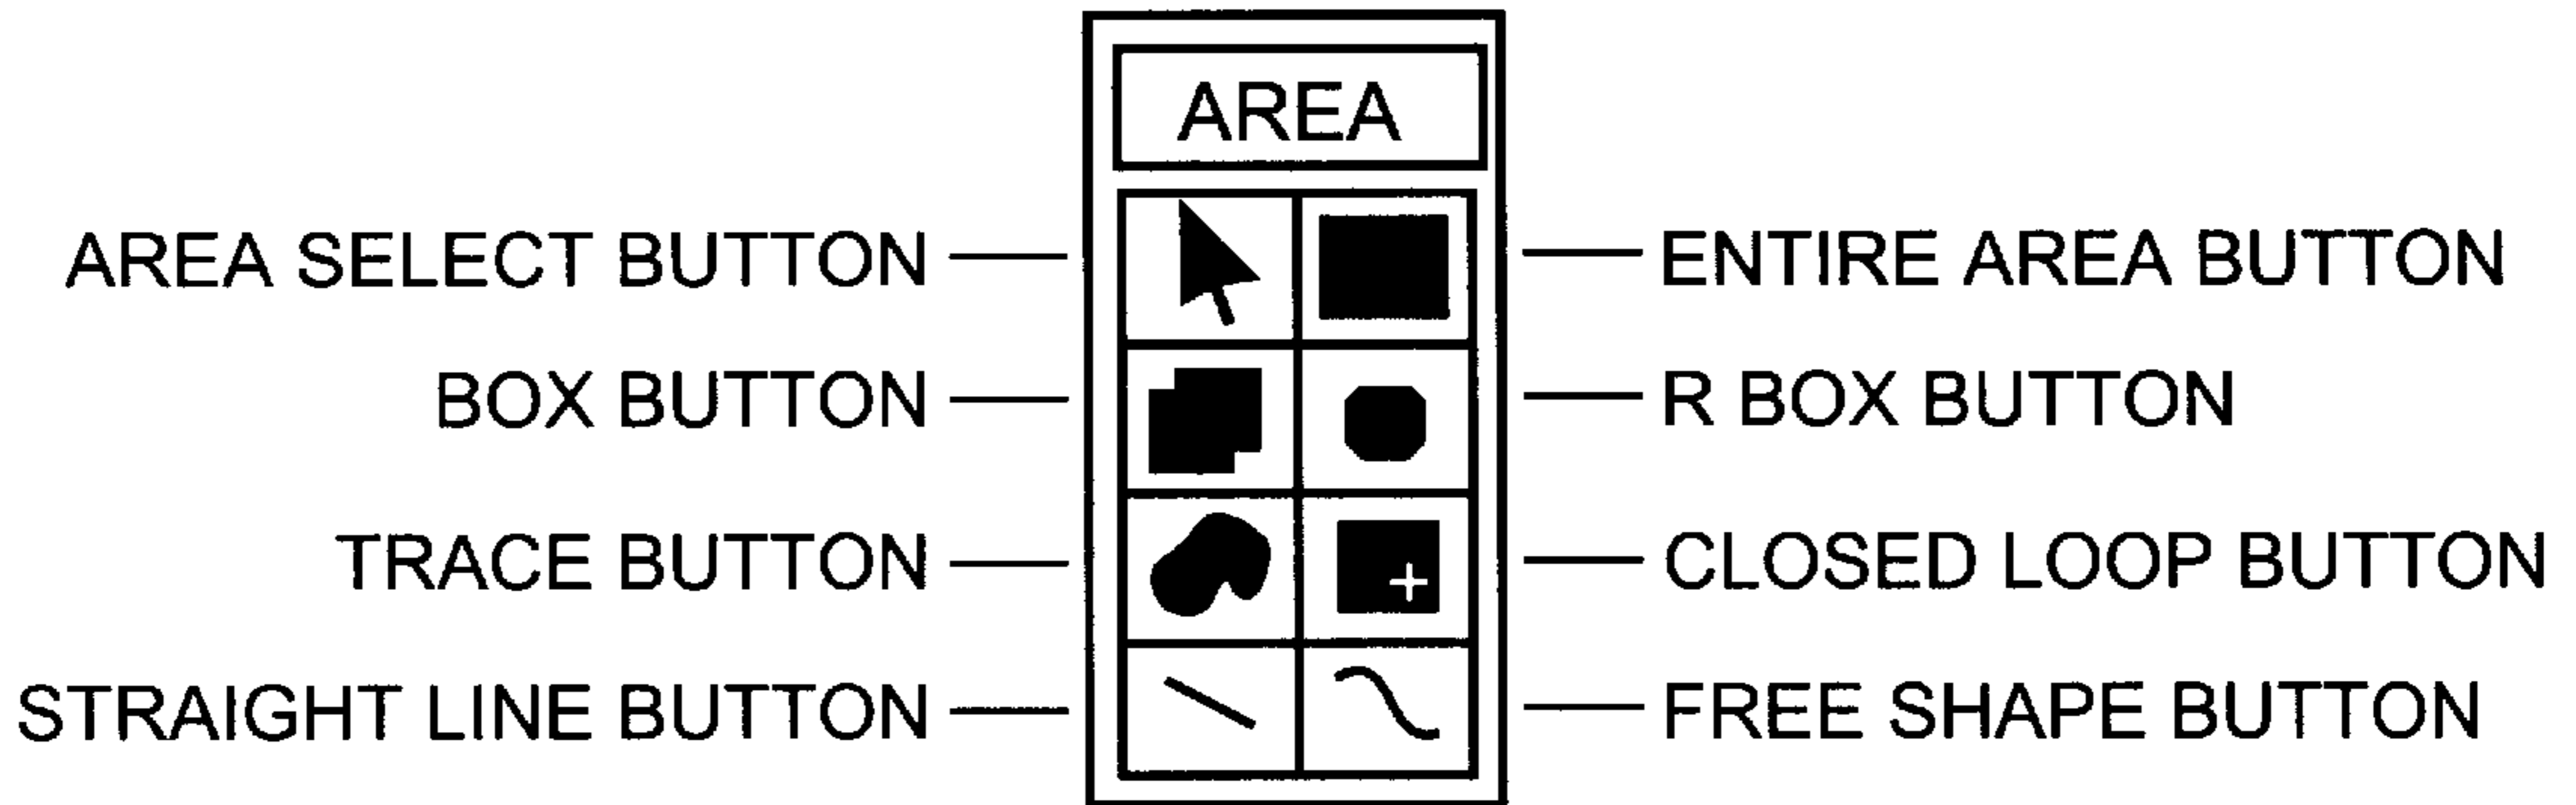 AREA
AREA SELECT BUTTON
ENTIRE AREA BUTTON
BOX BUTTON
R BOX BUTTON
TRACE BUTTON
CLOSED LOOP BUTTON
STRAIGHT LINE BUTTON
FREE SHAPE BUTTON